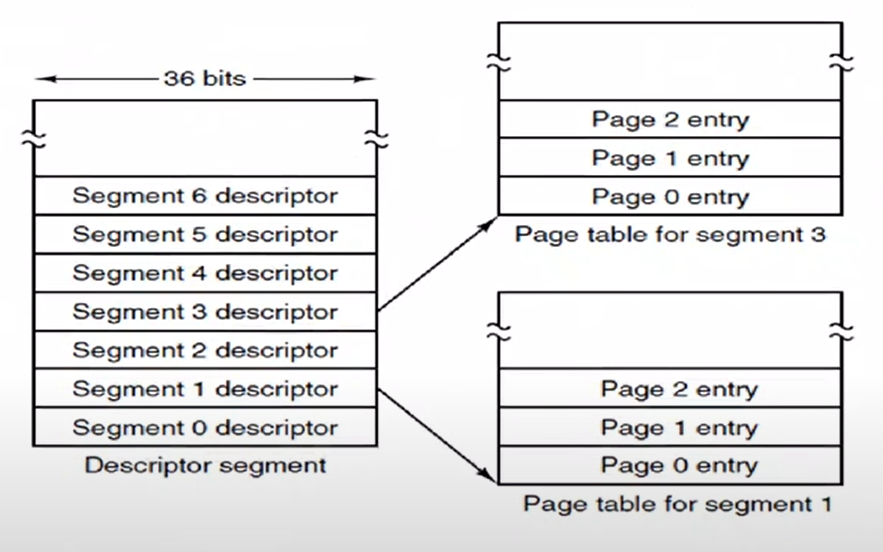 36 bits
Segment 6 descriptor
Segment 5 descriptor
Segment 4 descriptor
Segment 3 descriptor
Segment 2 descriptor
Segment 1 descriptor
Segment 0 descriptor
Descriptor segment
Page 2 entry
Page 1 entry
Page 0 entry
Page table for segment 3
Page 2 entry
Page 1 entry
Page 0 entry
Page table for segment 1